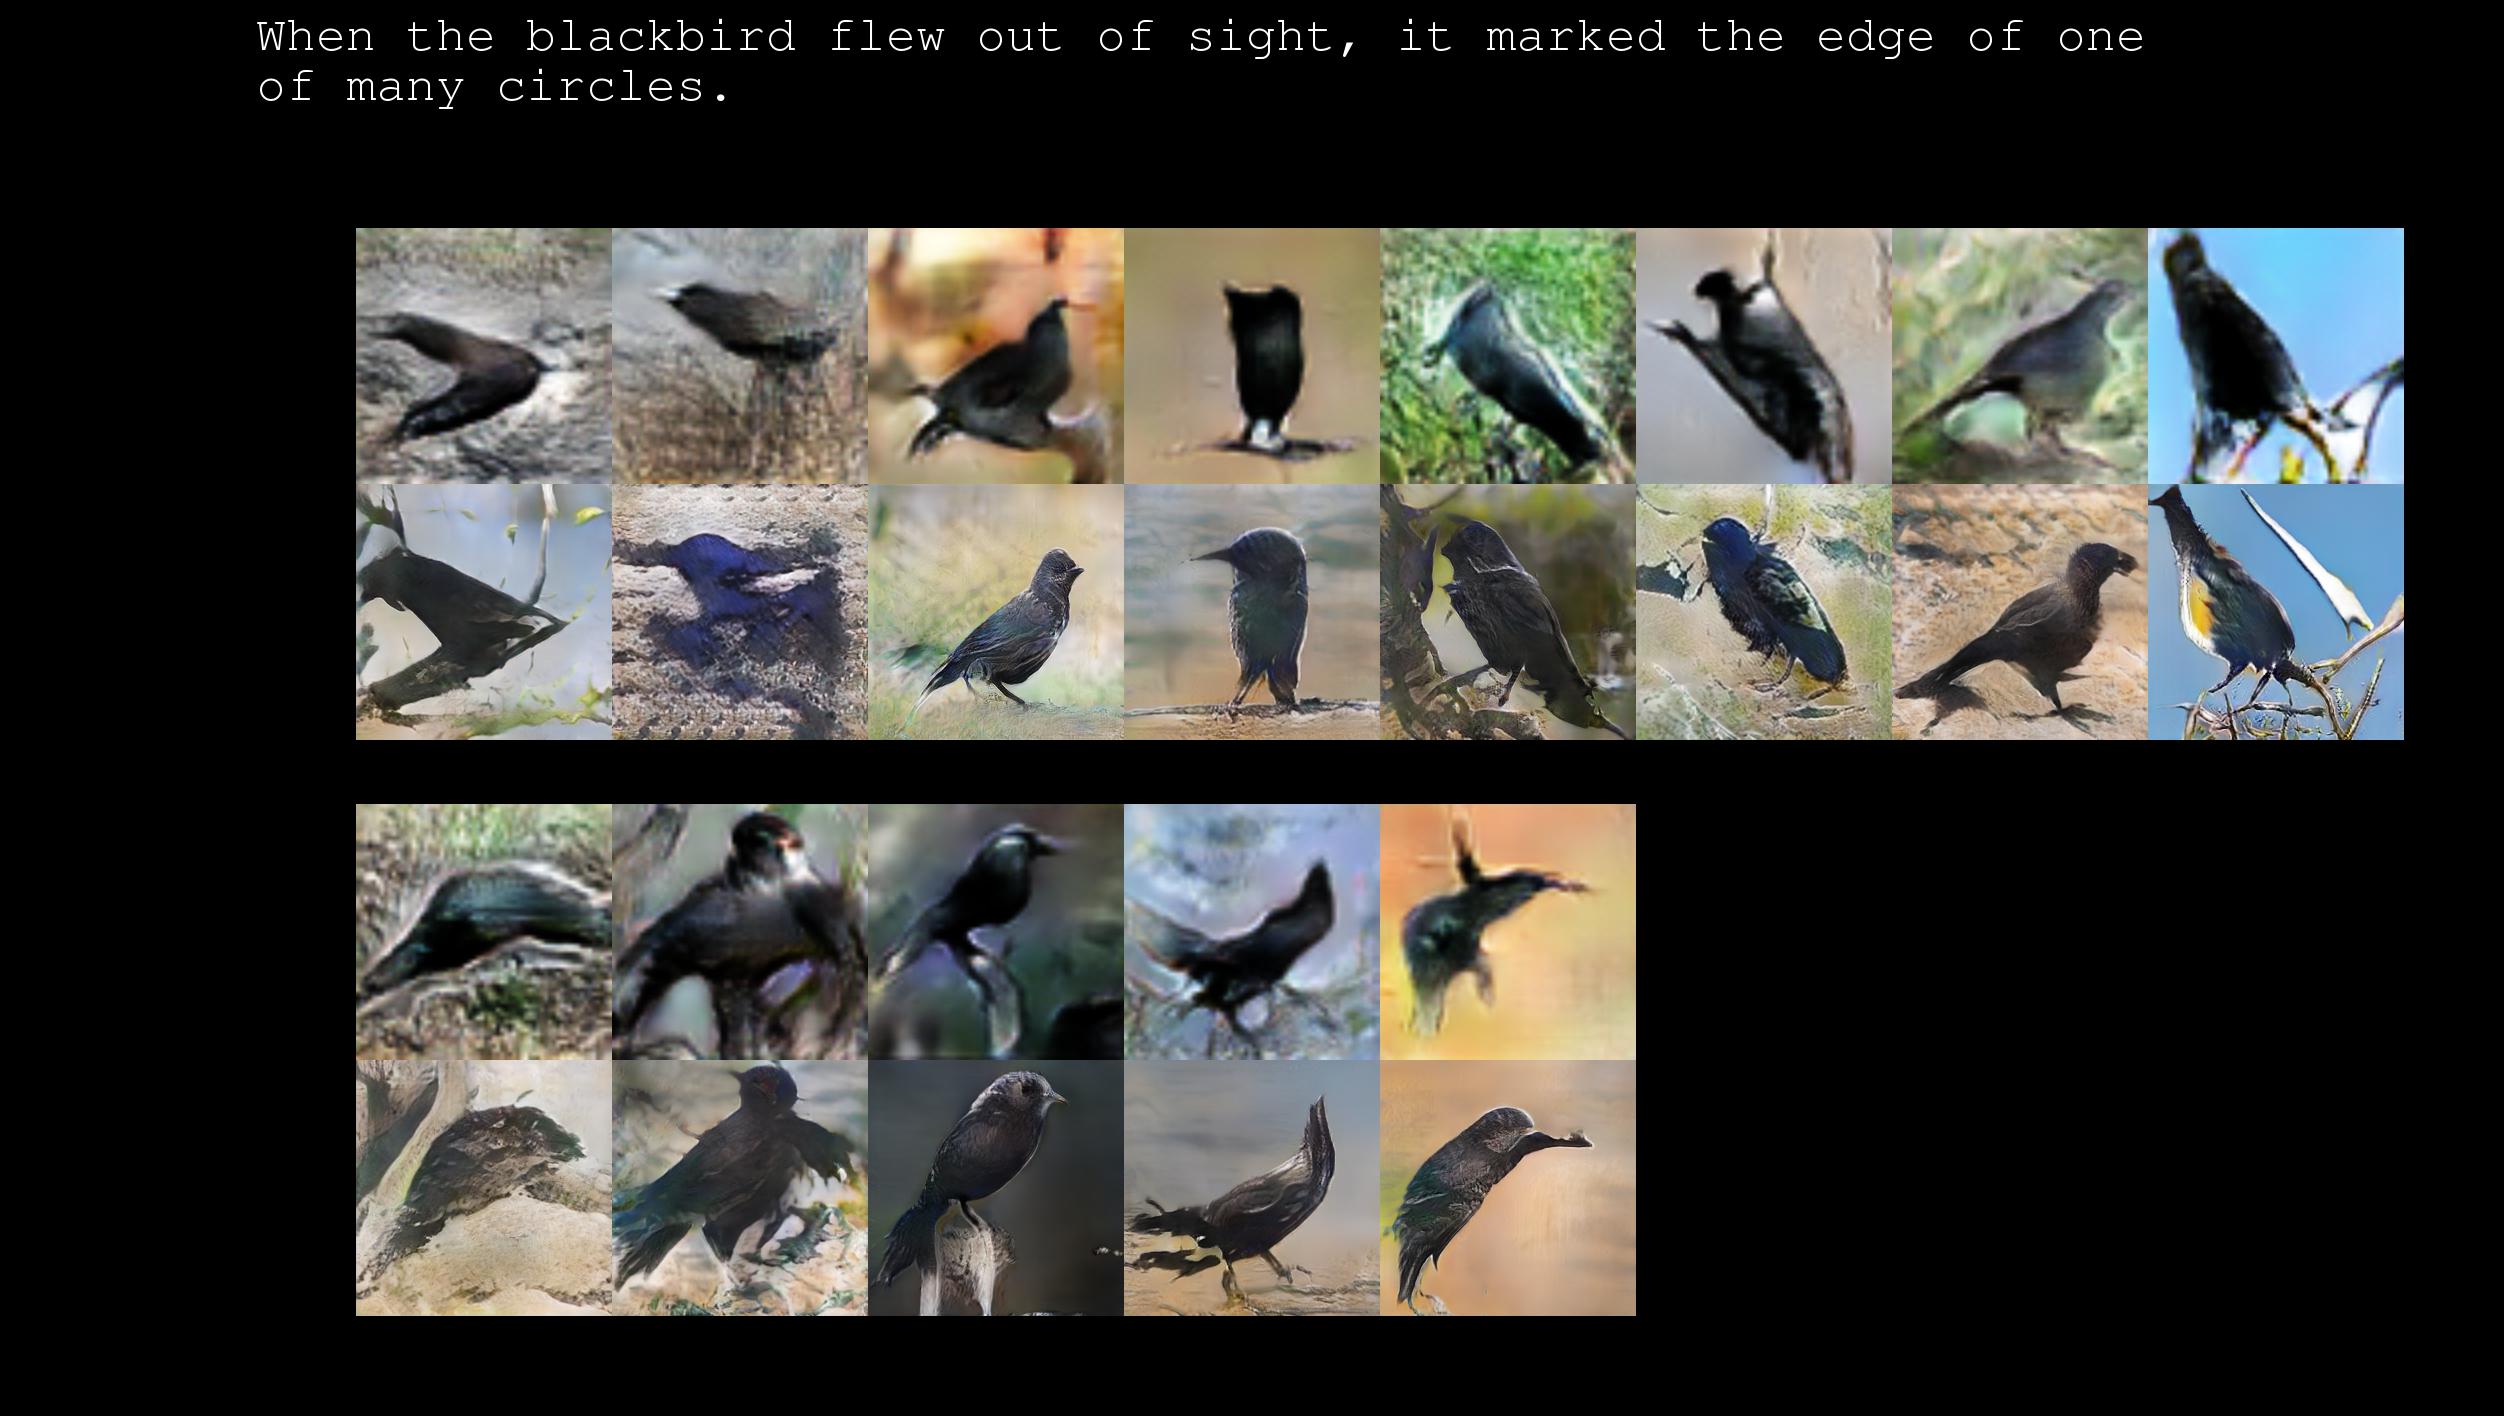 When the blackbird flew out of sight, it marked the edge of one
of many circles.